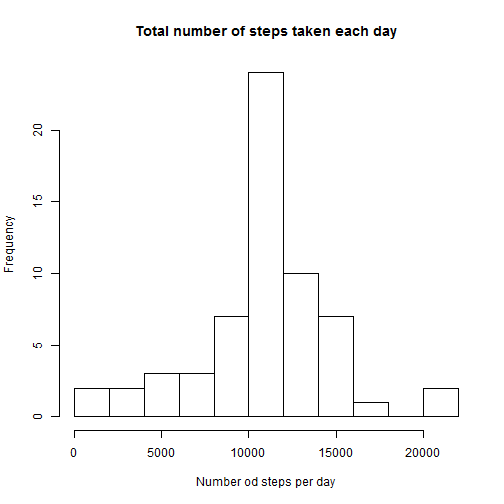 Total number of steps taken each day
Frequency
20
15
10
5
0
0 5000 10000 15000 20000
Number od steps per day